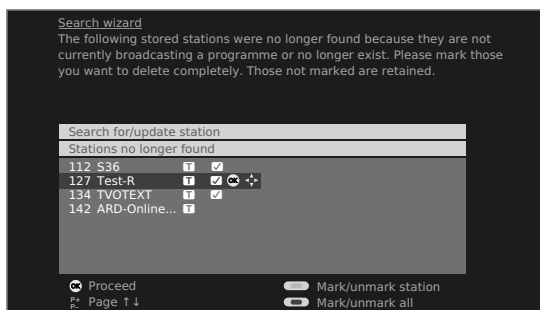 Search wizard
The following stored stations were no longer found because they are not
currently broadcasting a programme or no longer exist. Please mark those
you want to delete completely. Those not marked are retained.
Search for/update station
Stations no longer found
112 S36 T
127 Test-R T OK
134 TVOTEXT T
142 ARD-Online... T
OK Proceed Mark/unmark station
P+ P– Page ↑↓ Mark/unmark all